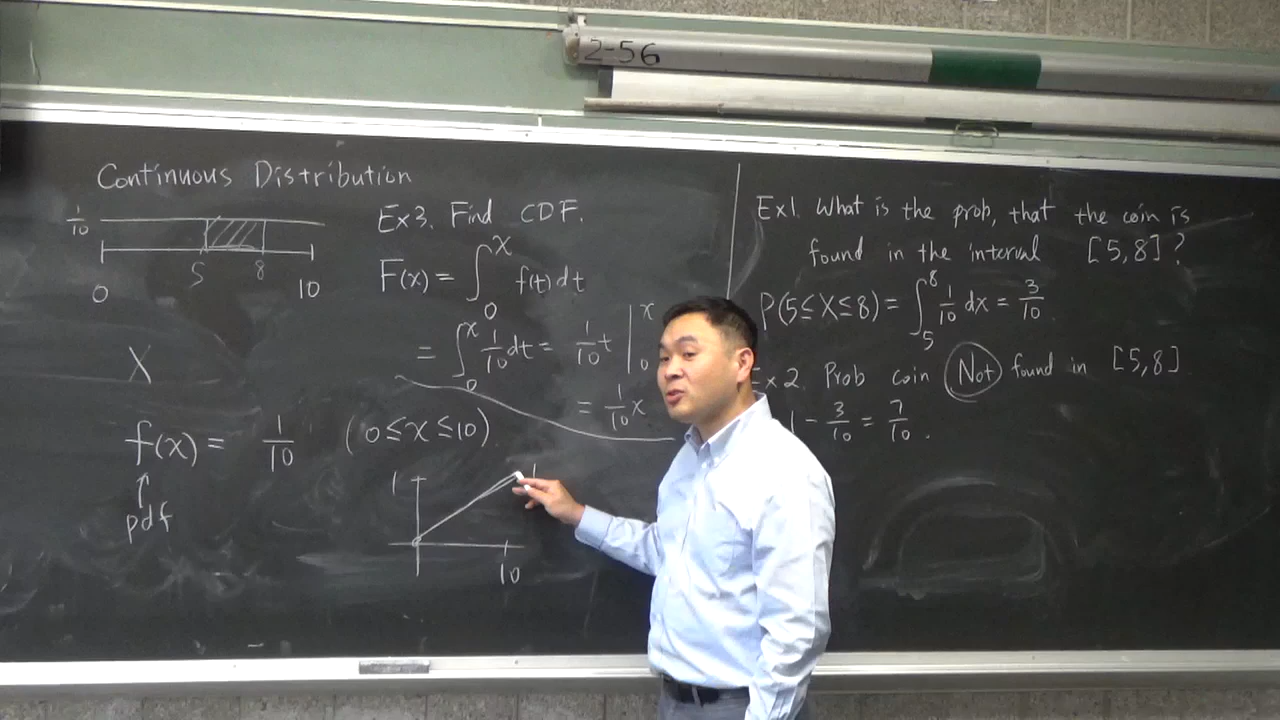 2-56
Continuous Distribution
1/10
0 5 8 10
X
f(x) = 1/10 (0 ≤ x ≤ 10)
↑
pdf
Ex3. Find CDF.
F(x) = ∫₀ˣ f(t) dt
= ∫₀ˣ 1/10 dt = 1/10 t |₀ˣ
= 1/10 x
1 1
10
Ex1. What is the prob, that the coin is
found in the interval [5,8]?
P(5≤X≤8) = ∫₅⁸ 1/10 dx = 3/10.
Ex 2. Prob coin Not found in [5,8]
1 - 3/10 = 7/10.